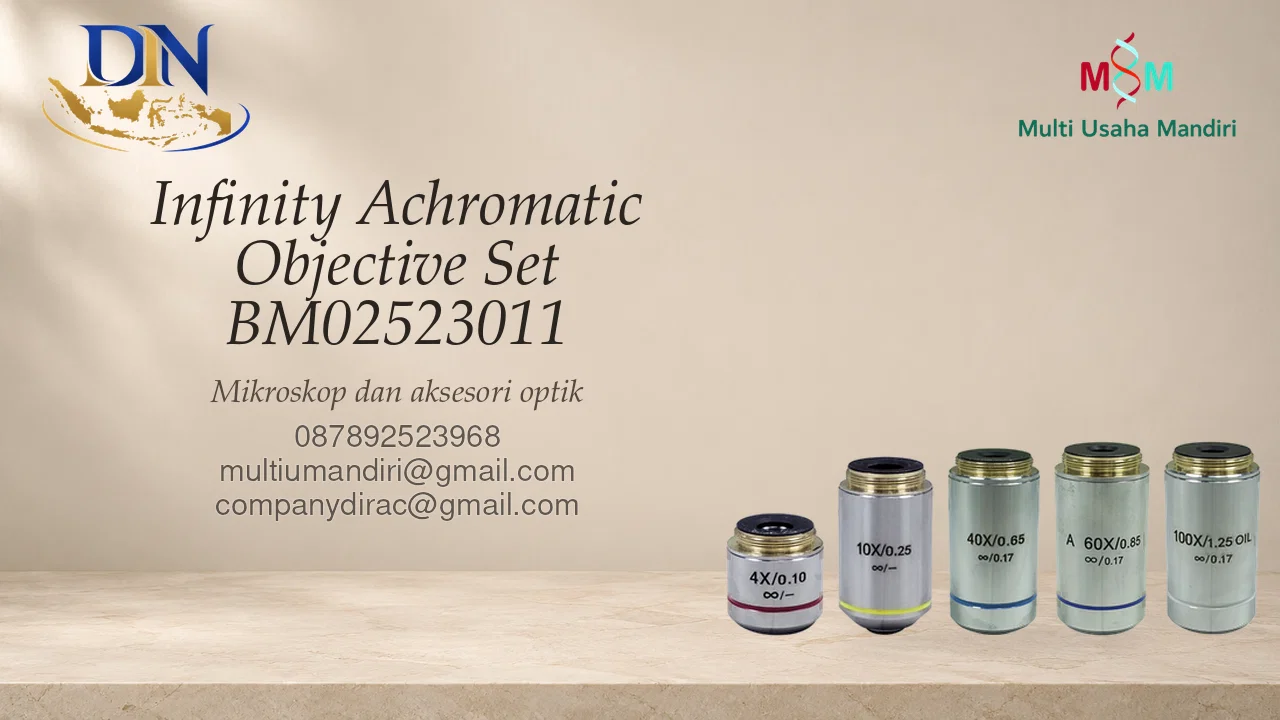 DIN
M M
Multi Usaha Mandiri
Infinity Achromatic
Objective Set
BM02523011
Mikroskop dan aksesori optik
087892523968
multiumandiri@gmail.com
companydirac@gmail.com
4X/0.10
∞/–
10X/0.25
∞/–
40X/0.65
∞/0.17
A 60X/0.85
∞/0.17
100X/1.25 OIL
∞/0.17